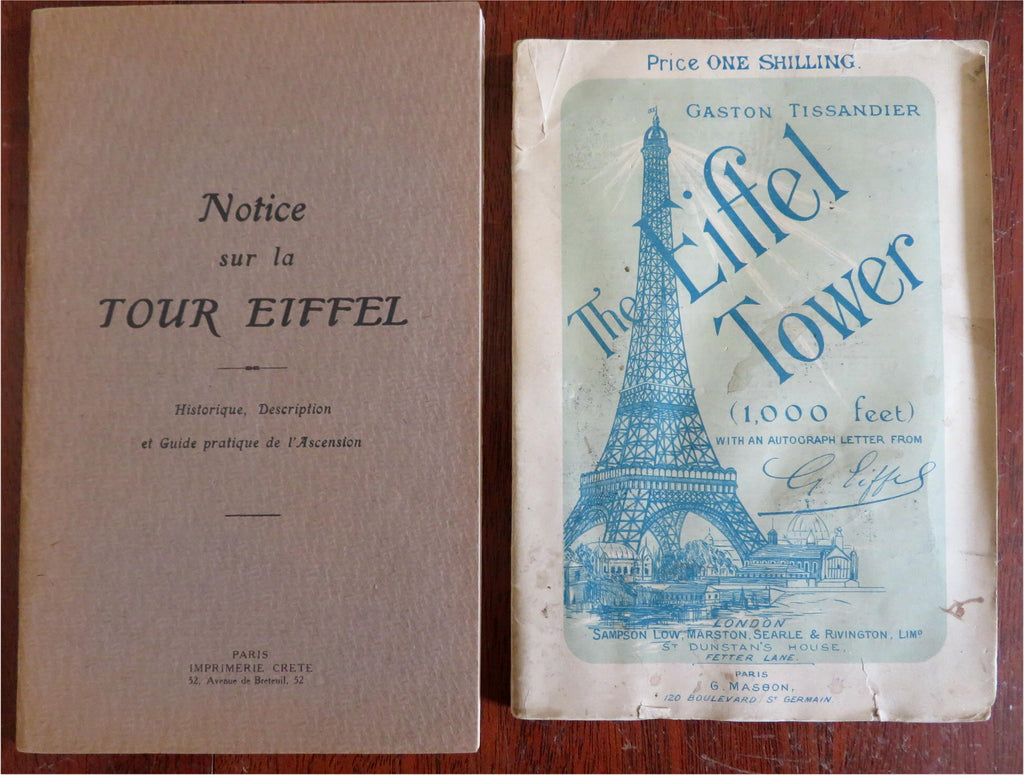 Notice
sur la
TOUR EIFFEL
Historique, Description
et Guide pratique de l'Ascension
PARIS
IMPRIMERIE CRETE
52, Avenue de Breteuil, 52
Price ONE SHILLING.
GASTON TISSANDIER
The Eiffel
Tower
(1,000 feet)
WITH AN AUTOGRAPH LETTER FROM
G Eiffel
LONDON
SAMPSON LOW, MARSTON, SEARLE & RIVINGTON, LIMD
ST DUNSTAN'S HOUSE,
FETTER LANE.
PARIS
G. MASSON,
120 BOULEVARD ST GERMAIN.